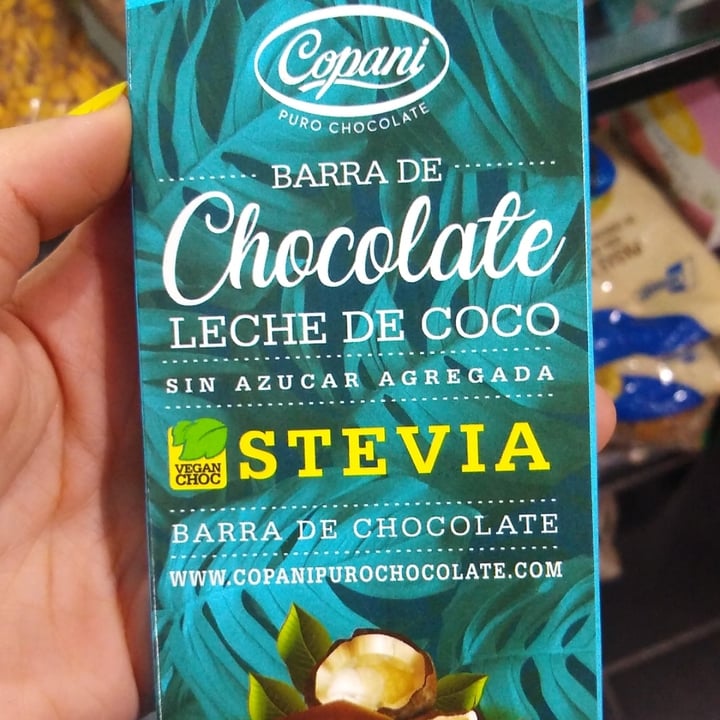 Copani
PURO CHOCOLATE
BARRA DE
Chocolate
LECHE DE COCO
SIN AZUCAR AGREGADA
VEGAN
CHOC
STEVIA
BARRA DE CHOCOLATE
WWW.COPANIPUROCHOCOLATE.COM